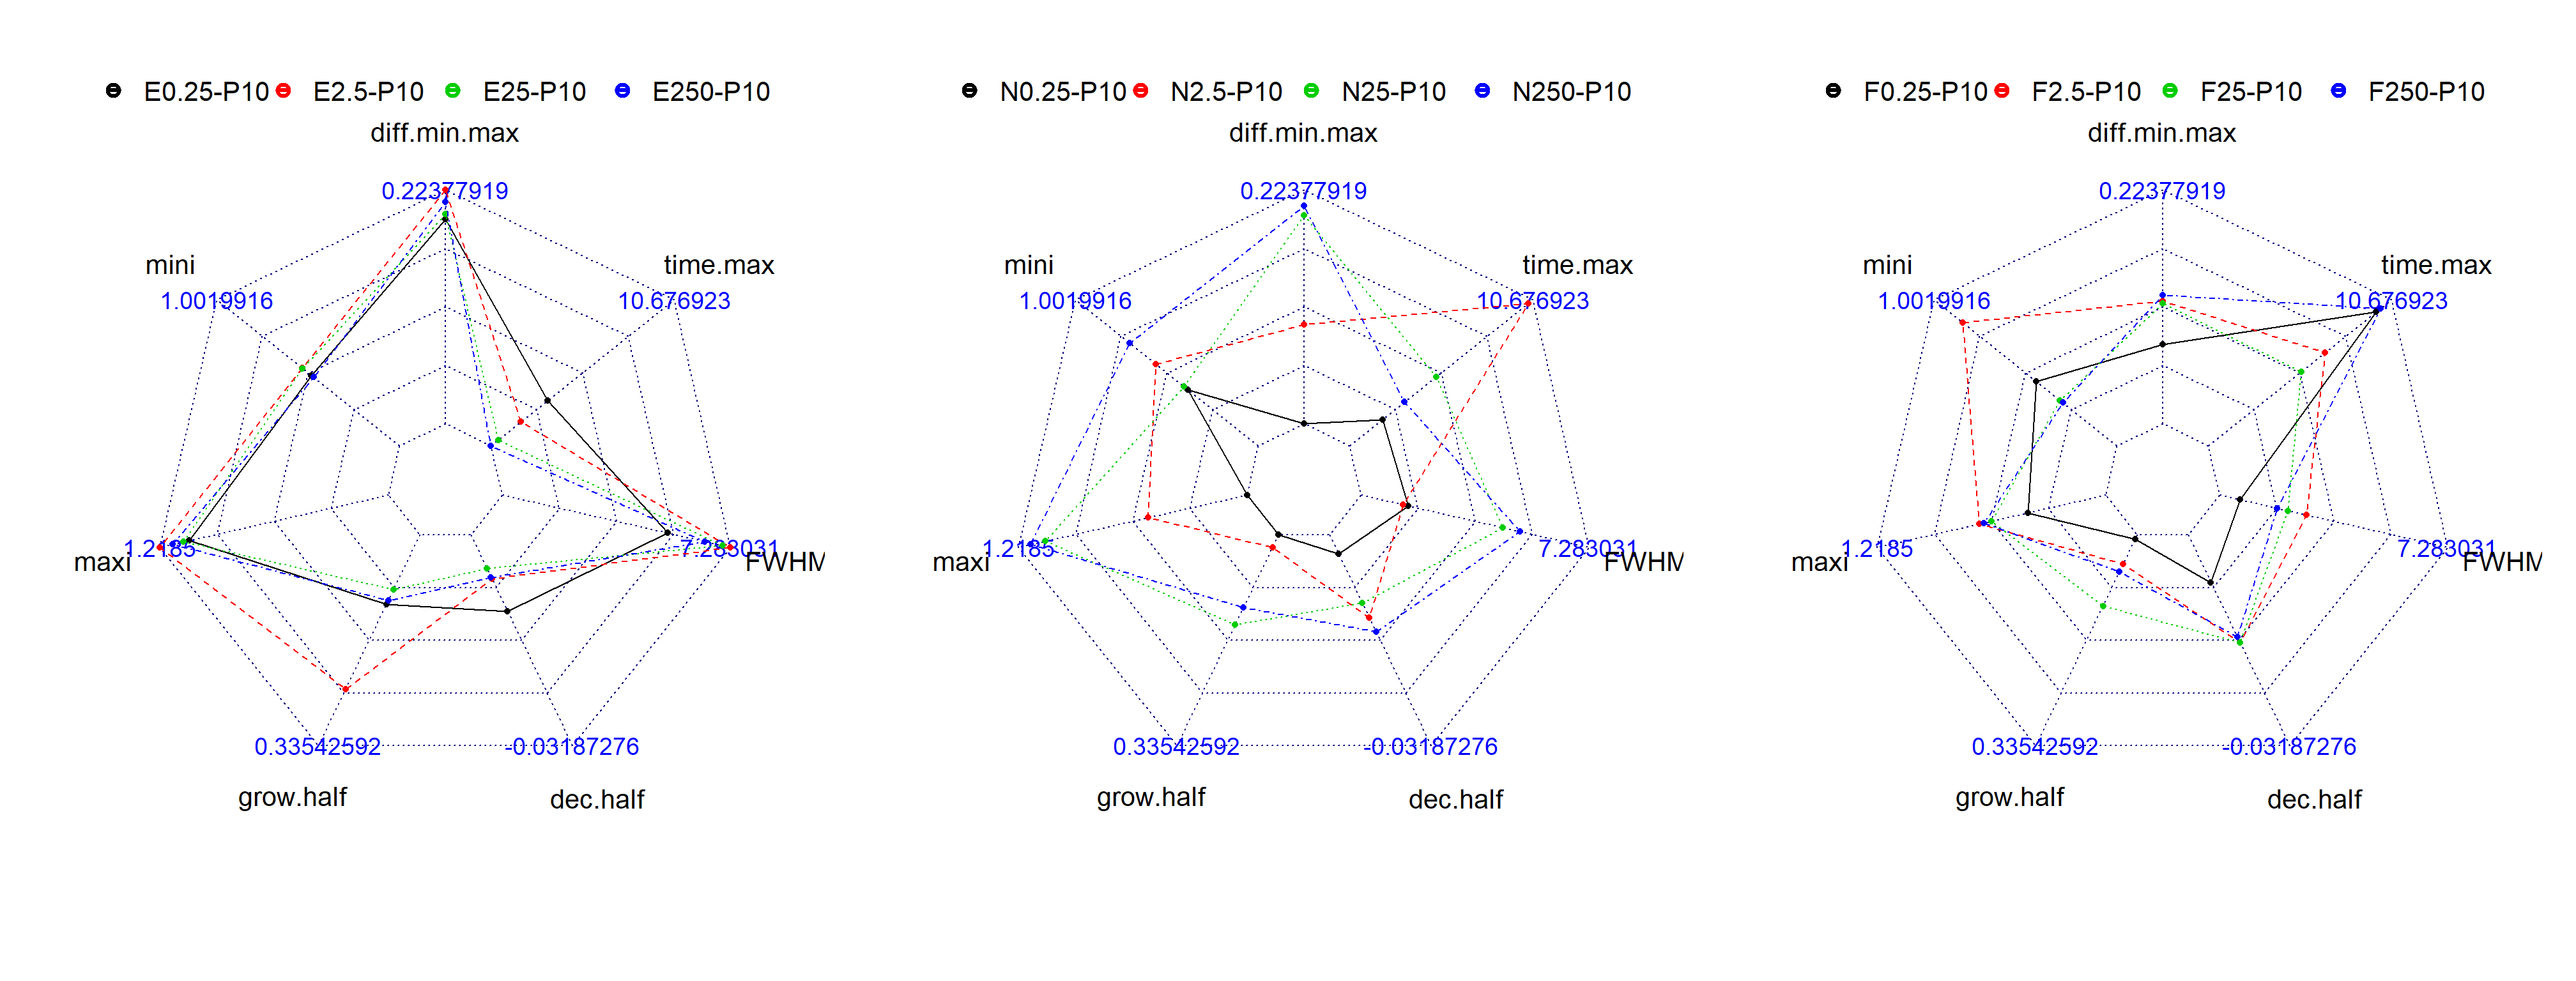 E0.25-P10 E2.5-P10 E25-P10 E250-P10
diff.min.max
0.22377919
mini
time.max
1.0019916
10.676923
1.2185
7.283031
maxi
FWHM
0.33542592
-0.03187276
grow.half
dec.half
N0.25-P10 N2.5-P10 N25-P10 N250-P10
diff.min.max
0.22377919
mini
time.max
1.0019916
10.676923
1.2185
7.283031
maxi
FWHM
0.33542592
-0.03187276
grow.half
dec.half
F0.25-P10 F2.5-P10 F25-P10 F250-P10
diff.min.max
0.22377919
mini
time.max
1.0019916
10.676923
1.2185
7.283031
maxi
FWHM
0.33542592
-0.03187276
grow.half
dec.half